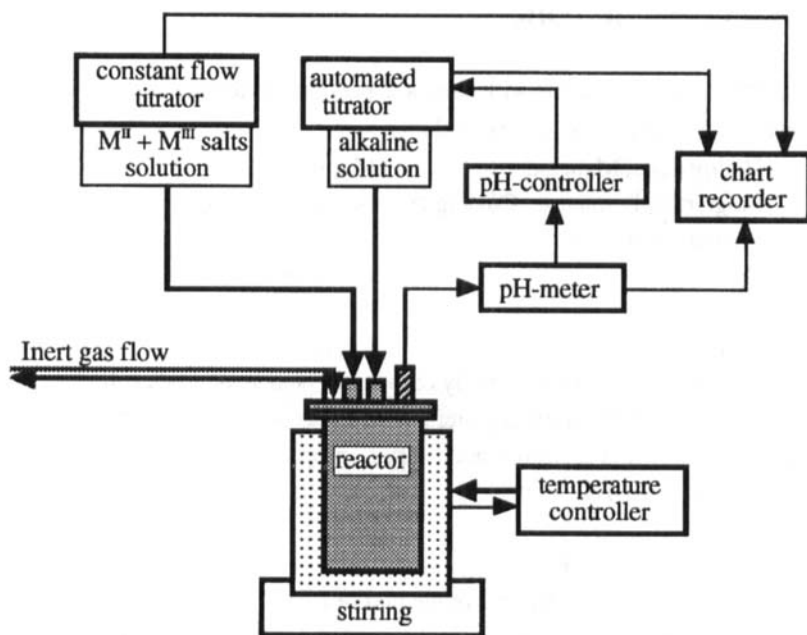 constant flow
titrator
M^II + M^III salts
solution
automated
titrator
alkaline
solution
pH-controller
chart
recorder
pH-meter
Inert gas flow
reactor
temperature
controller
stirring